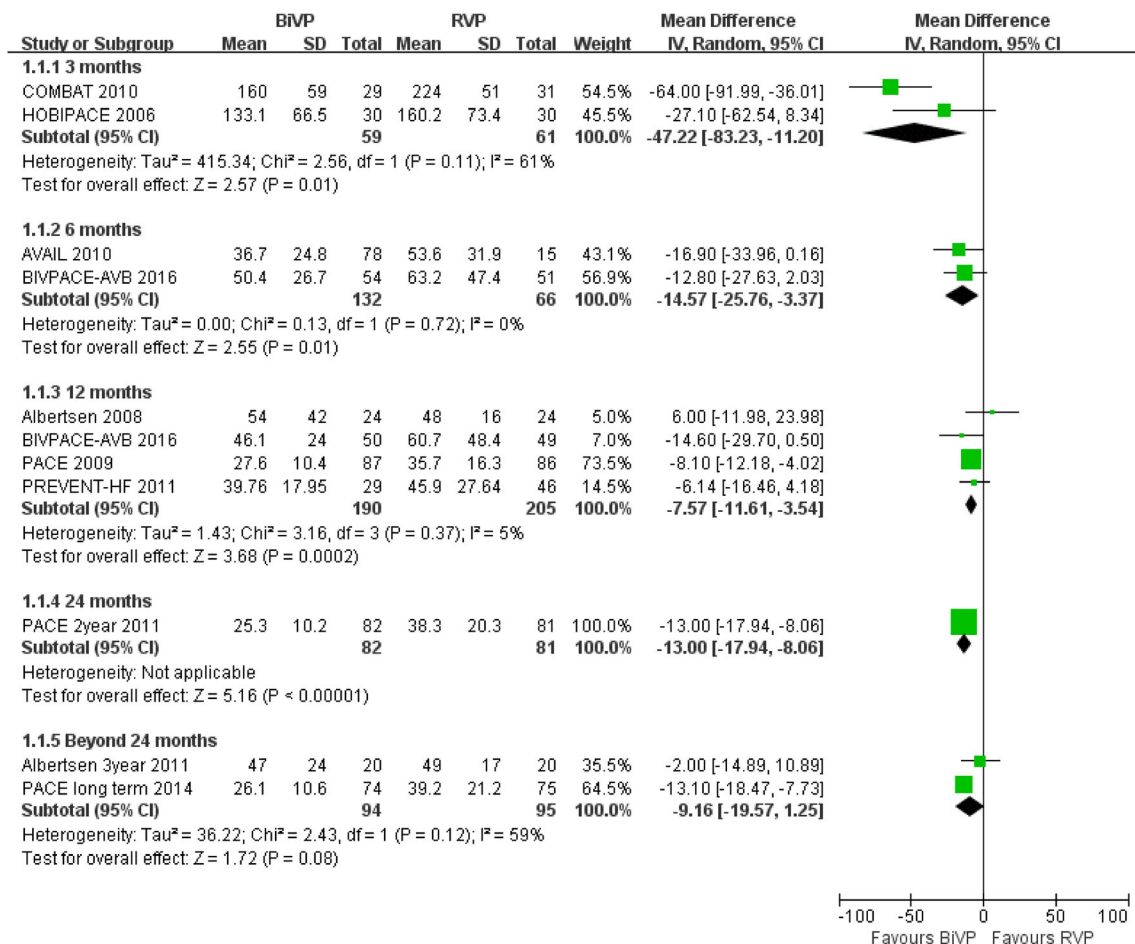 BiVP RVP Mean Difference Mean Difference
Study or Subgroup Mean SD Total Mean SD Total Weight IV, Random, 95% CI IV, Random, 95% CI
1.1.1 3 months
COMBAT 2010 160 59 29 224 51 31 54.5% -64.00 [-91.99, -36.01]
HOBIPACE 2006 133.1 66.5 30 160.2 73.4 30 45.5% -27.10 [-62.54, 8.34]
Subtotal (95% CI) 59 61 100.0% -47.22 [-83.23, -11.20]
Heterogeneity: Tau² = 415.34; Chi² = 2.56, df = 1 (P = 0.11); I² = 61%
Test for overall effect: Z = 2.57 (P = 0.01)
1.1.2 6 months
AVAIL 2010 36.7 24.8 78 53.6 31.9 15 43.1% -16.90 [-33.96, 0.16]
BIVPACE-AVB 2016 50.4 26.7 54 63.2 47.4 51 56.9% -12.80 [-27.63, 2.03]
Subtotal (95% CI) 132 66 100.0% -14.57 [-25.76, -3.37]
Heterogeneity: Tau² = 0.00; Chi² = 0.13, df = 1 (P = 0.72); I² = 0%
Test for overall effect: Z = 2.55 (P = 0.01)
1.1.3 12 months
Albertsen 2008 54 42 24 48 16 24 5.0% 6.00 [-11.98, 23.98]
BIVPACE-AVB 2016 46.1 24 50 60.7 48.4 49 7.0% -14.60 [-29.70, 0.50]
PACE 2009 27.6 10.4 87 35.7 16.3 86 73.5% -8.10 [-12.18, -4.02]
PREVENT-HF 2011 39.76 17.95 29 45.9 27.64 46 14.5% -6.14 [-16.46, 4.18]
Subtotal (95% CI) 190 205 100.0% -7.57 [-11.61, -3.54]
Heterogeneity: Tau² = 1.43; Chi² = 3.16, df = 3 (P = 0.37); I² = 5%
Test for overall effect: Z = 3.68 (P = 0.0002)
1.1.4 24 months
PACE 2year 2011 25.3 10.2 82 38.3 20.3 81 100.0% -13.00 [-17.94, -8.06]
Subtotal (95% CI) 82 81 100.0% -13.00 [-17.94, -8.06]
Heterogeneity: Not applicable
Test for overall effect: Z = 5.16 (P < 0.00001)
1.1.5 Beyond 24 months
Albertsen 3year 2011 47 24 20 49 17 20 35.5% -2.00 [-14.89, 10.89]
PACE long term 2014 26.1 10.6 74 39.2 21.2 75 64.5% -13.10 [-18.47, -7.73]
Subtotal (95% CI) 94 95 100.0% -9.16 [-19.57, 1.25]
Heterogeneity: Tau² = 36.22; Chi² = 2.43, df = 1 (P = 0.12); I² = 59%
Test for overall effect: Z = 1.72 (P = 0.08)
-100 -50 0 50 100
Favours BiVP Favours RVP